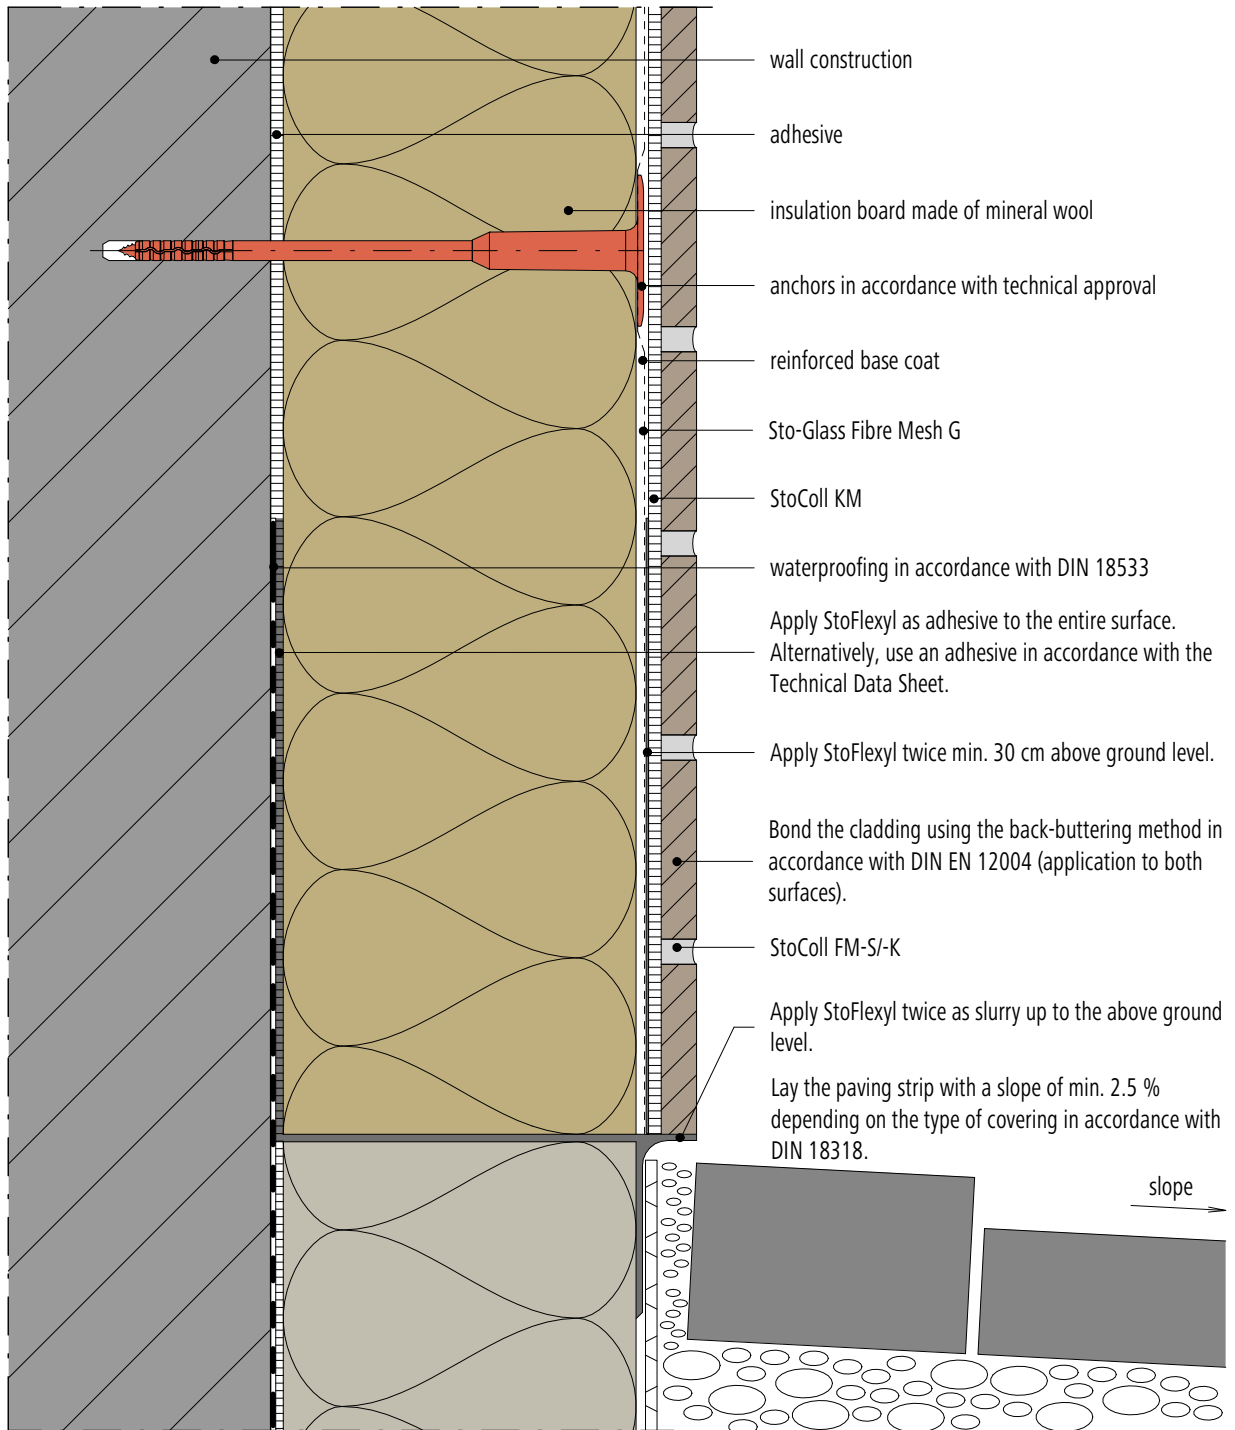 wall construction
adhesive
insulation board made of mineral wool
anchors in accordance with technical approval
reinforced base coat
Sto-Glass Fibre Mesh G
StoColl KM
waterproofing in accordance with DIN 18533
Apply StoFlexyl as adhesive to the entire surface.
Alternatively, use an adhesive in accordance with the
Technical Data Sheet.
Apply StoFlexyl twice min. 30 cm above ground level.
Bond the cladding using the back-buttering method in
accordance with DIN EN 12004 (application to both
surfaces).
StoColl FM-S/-K
Apply StoFlexyl twice as slurry up to the above ground
level.
Lay the paving strip with a slope of min. 2.5 %
depending on the type of covering in accordance with
DIN 18318.
slope